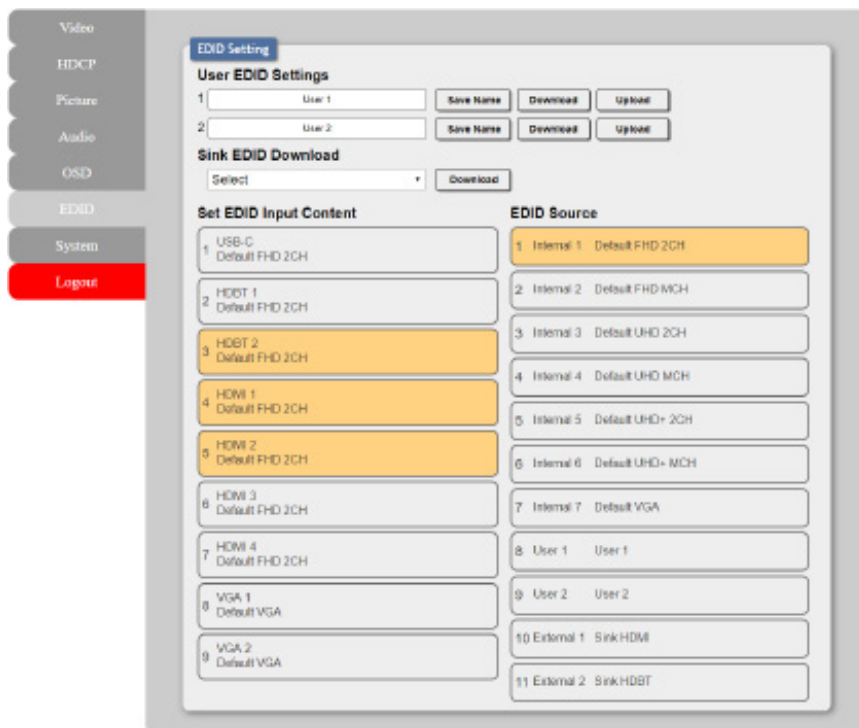 Video
HDCP
Picture
Audio
OSD
EDID
System
Logout
EDID Setting
User EDID Settings
1 User 1 Save Name Download Upload
2 User 2 Save Name Download Upload
Sink EDID Download
Select Download
Set EDID Input Content
1 USB-C
Default FHD 2CH
2 HDBT 1
Default FHD 2CH
3 HDBT 2
Default FHD 2CH
4 HDMI 1
Default FHD 2CH
5 HDMI 2
Default FHD 2CH
6 HDMI 3
Default FHD 2CH
7 HDMI 4
Default FHD 2CH
8 VGA 1
Default VGA
9 VGA 2
Default VGA
EDID Source
1 Internal 1 Default FHD 2CH
2 Internal 2 Default FHD MCH
3 Internal 3 Default UHD 2CH
4 Internal 4 Default UHD MCH
5 Internal 5 Default UHD+ 2CH
6 Internal 6 Default UHD+ MCH
7 Internal 7 Default VGA
8 User 1 User 1
9 User 2 User 2
10 External 1 Sink HDMI
11 External 2 Sink HDBT